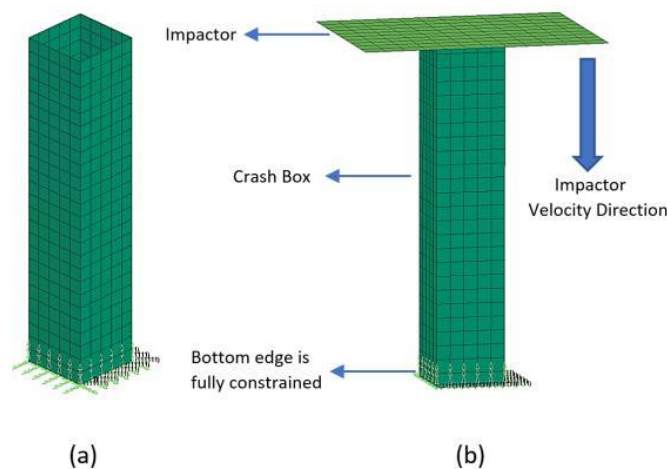 Impactor
Crash Box
Impactor
Velocity Direction
Bottom edge is
fully constrained
(a)
(b)